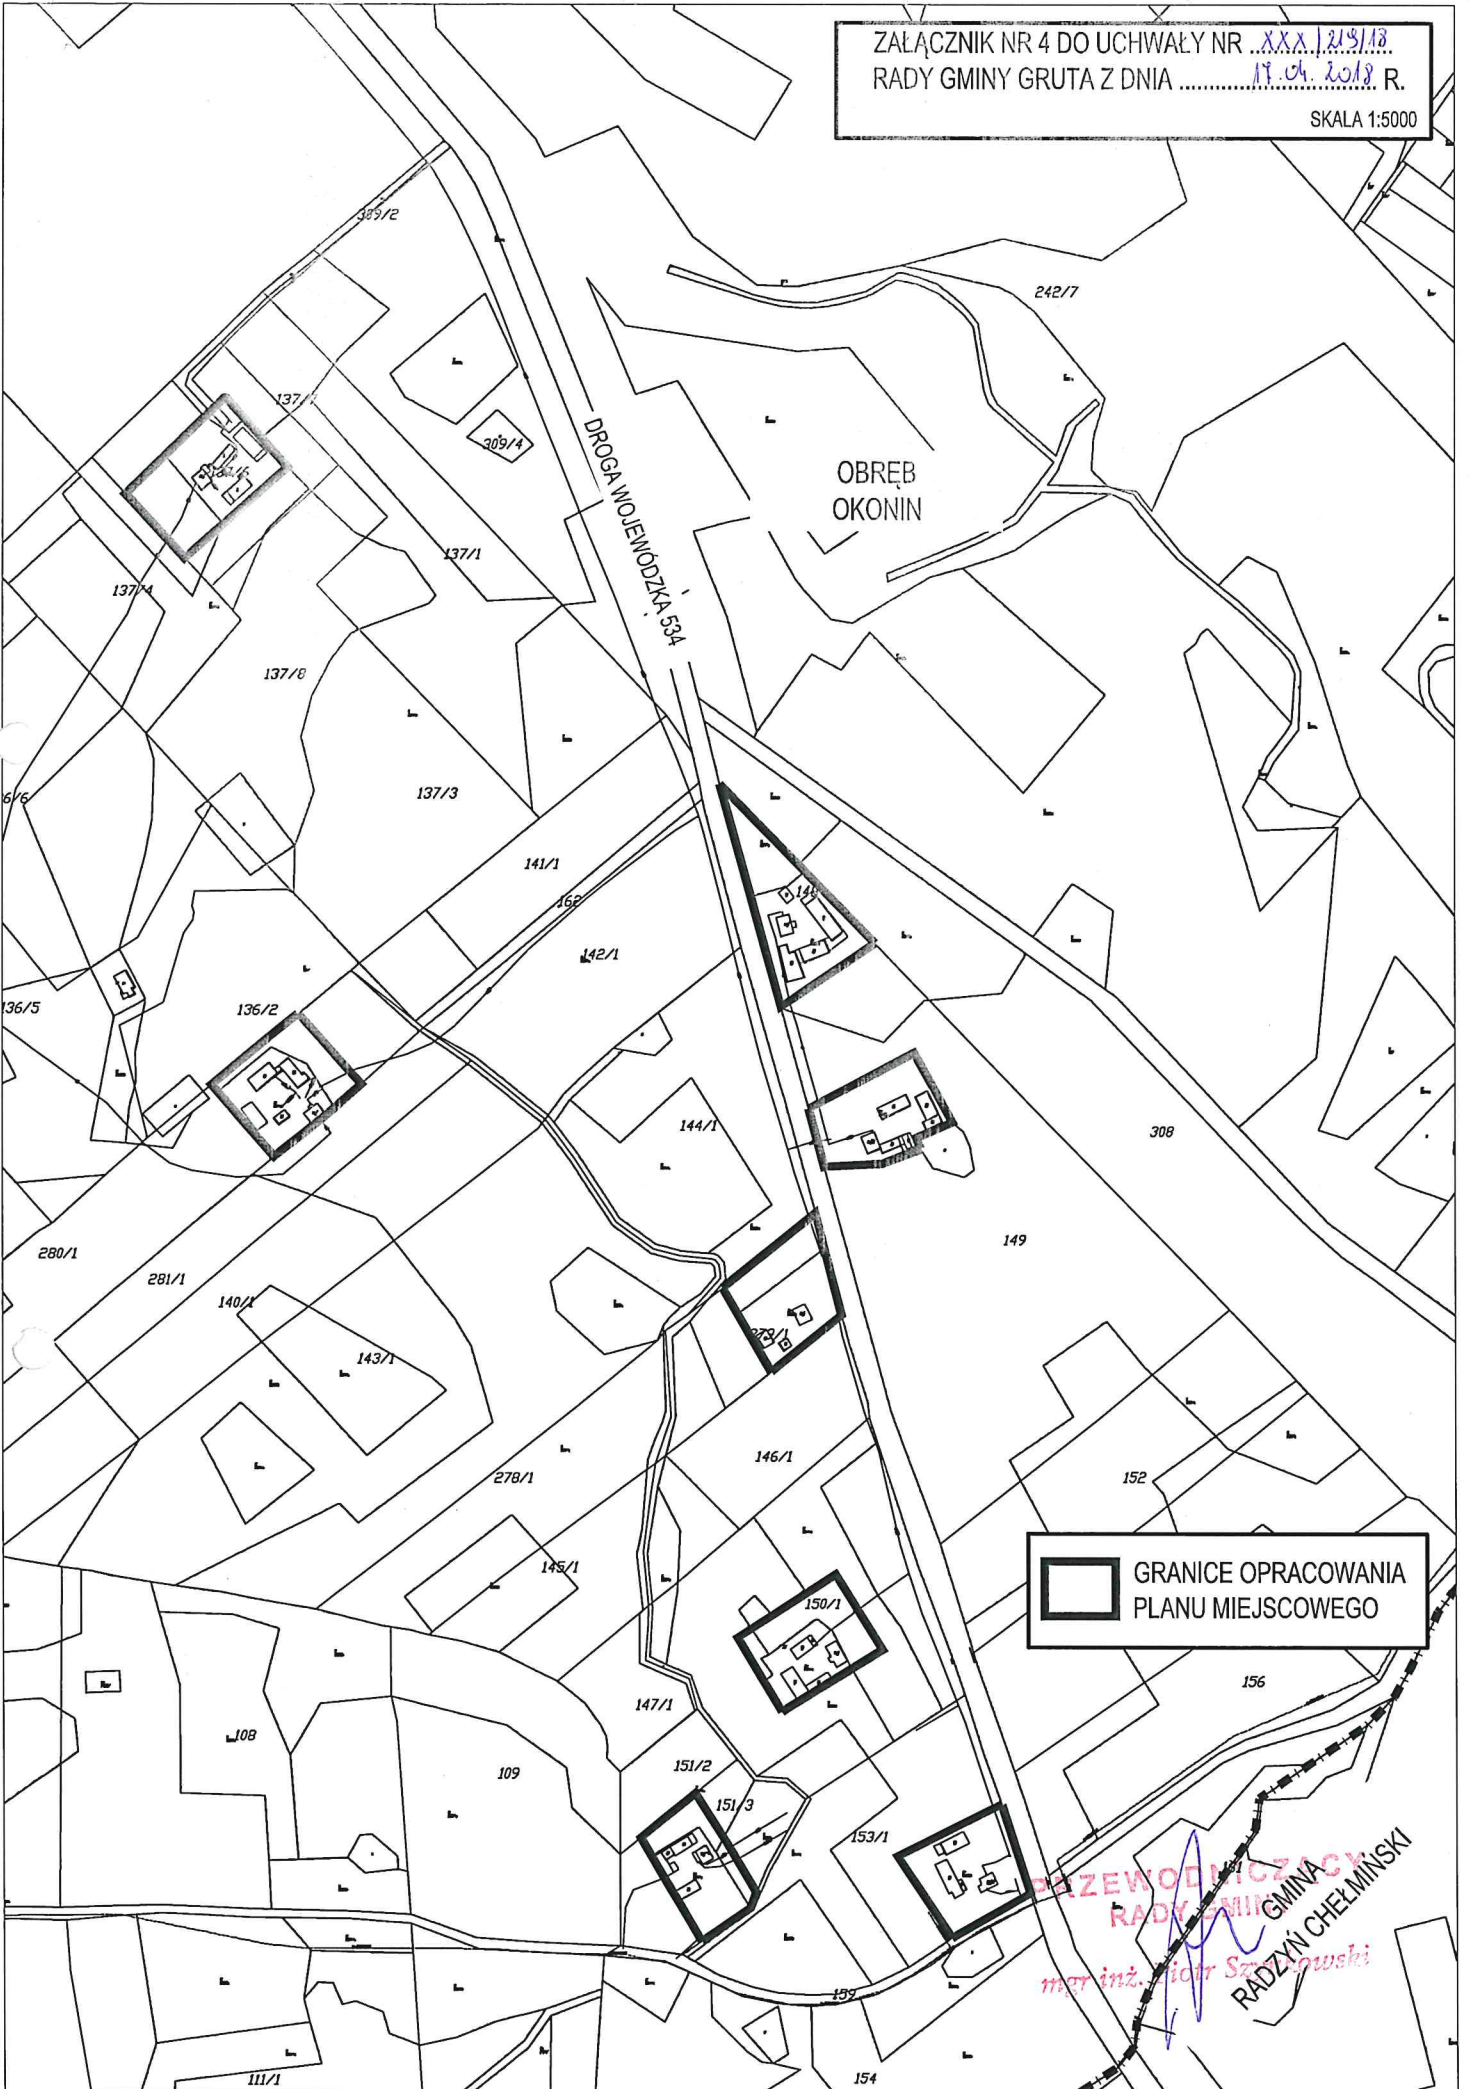 ZAŁĄCZNIK NR 4 DO UCHWAŁY NR XXX/219/18
RADY GMINY GRUTA Z DNIA 17.04.2018 R.
SKALA 1:5000
309/2
242/7
137/7
309/4
DROGA WOJEWÓDZKA 534
OBRĘB
OKONIN
137/1
137/4
137/8
137/3
141/1
162
142/1
136/5
136/2
144/1
308
149
280/1
281/1
140/1
143/1
146/1
278/1
152
145/1
150/1
GRANICE OPRACOWANIA
PLANU MIEJSCOWEGO
156
147/1
108
109
151/2
151/3
153/1
PRZEWODNICZĄCY
RADY GMINY
mgr inż. Piotr
GMINA
RADZYŃ CHEŁMIŃSKI
159
154
111/1